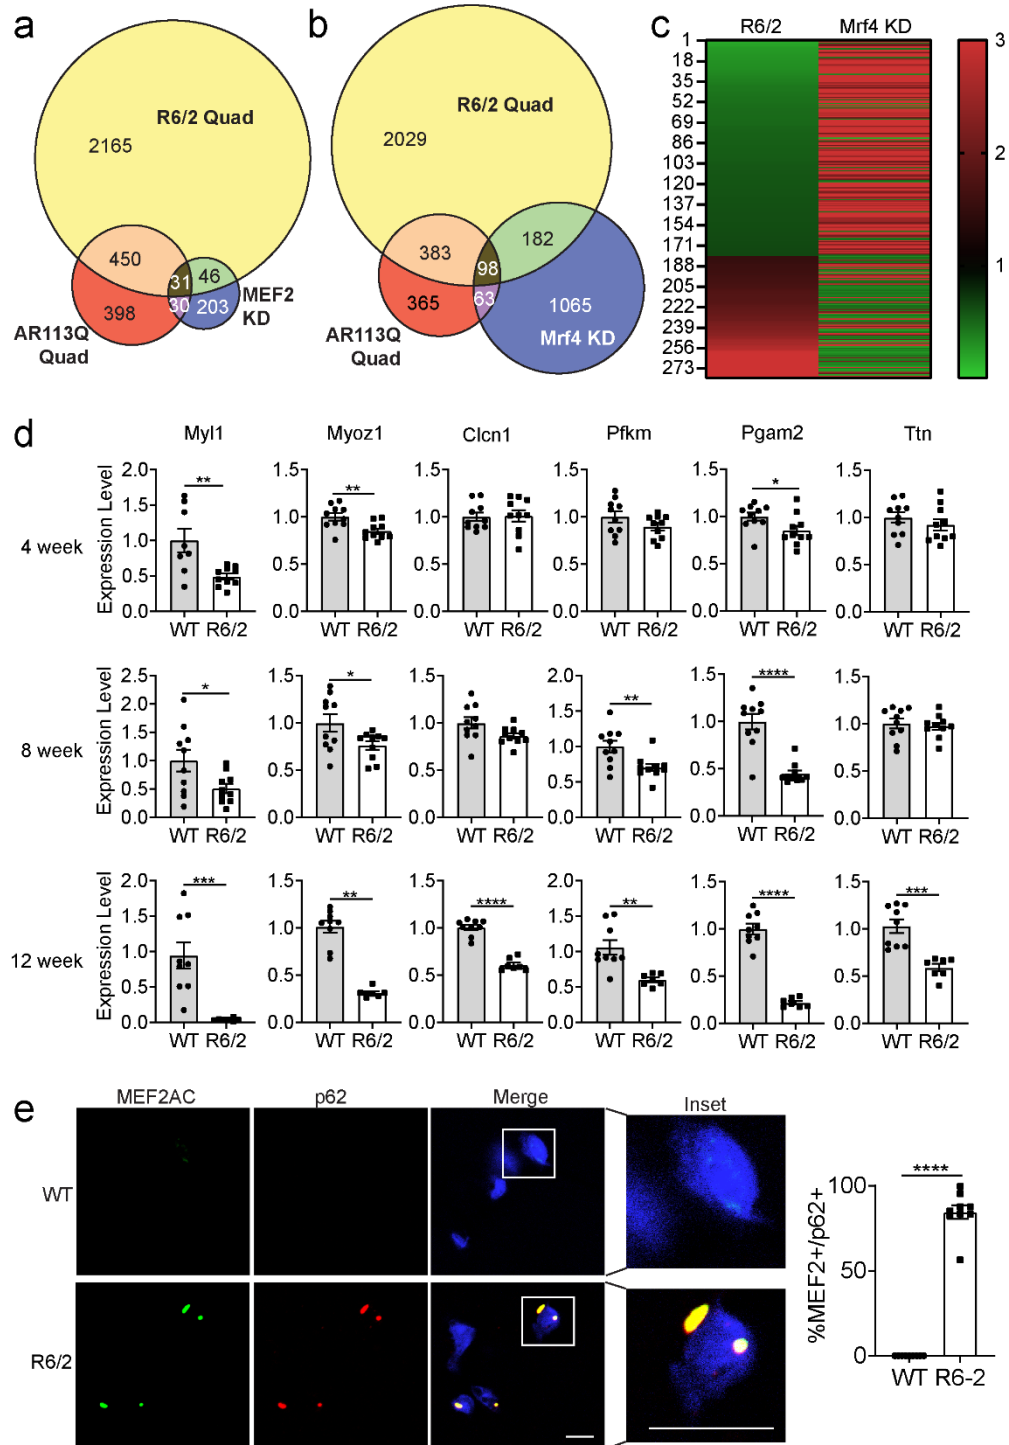 a
R6/2 Quad
2165
450
31
46
30
203
398
MEF2
KD
AR113Q
Quad
b
R6/2 Quad
2029
383
182
98
365
63
1065
Mrf4 KD
AR113Q
Quad
c
R6/2 Mrf4 KD
1
18
35
52
69
86
103
120
137
154
171
188
205
222
239
256
273
3
2
1
d
Myl1 Myoz1 Clcn1 Pfkm Pgam2 Ttn
4 week
Expression Level
2.0 1.5 1.0 0.5 0.0
**
WT R6/2
1.5 1.0 0.5 0.0
**
WT R6/2
1.5 1.0 0.5 0.0
WT R6/2
1.5 1.0 0.5 0.0
WT R6/2
1.5 1.0 0.5 0.0
*
WT R6/2
1.5 1.0 0.5 0.0
WT R6/2
8 week
Expression Level
2.5 2.0 1.5 1.0 0.5 0.0
*
WT R6/2
1.5 1.0 0.5 0.0
*
WT R6/2
1.5 1.0 0.5 0.0
WT R6/2
2.0 1.5 1.0 0.5 0.0
**
WT R6/2
1.5 1.0 0.5 0.0
****
WT R6/2
1.5 1.0 0.5 0.0
WT R6/2
12 week
Expression Level
2.0 1.5 1.0 0.5 0.0
***
WT R6/2
1.5 1.0 0.5 0.0
**
WT R6/2
1.5 1.0 0.5 0.0
****
WT R6/2
2.0 1.5 1.0 0.5 0.0
**
WT R6/2
1.5 1.0 0.5 0.0
****
WT R6/2
1.5 1.0 0.5 0.0
***
WT R6/2
e
MEF2AC p62 Merge Inset
WT
R6/2
%MEF2+/p62+
100
50
0
****
WT R6-2